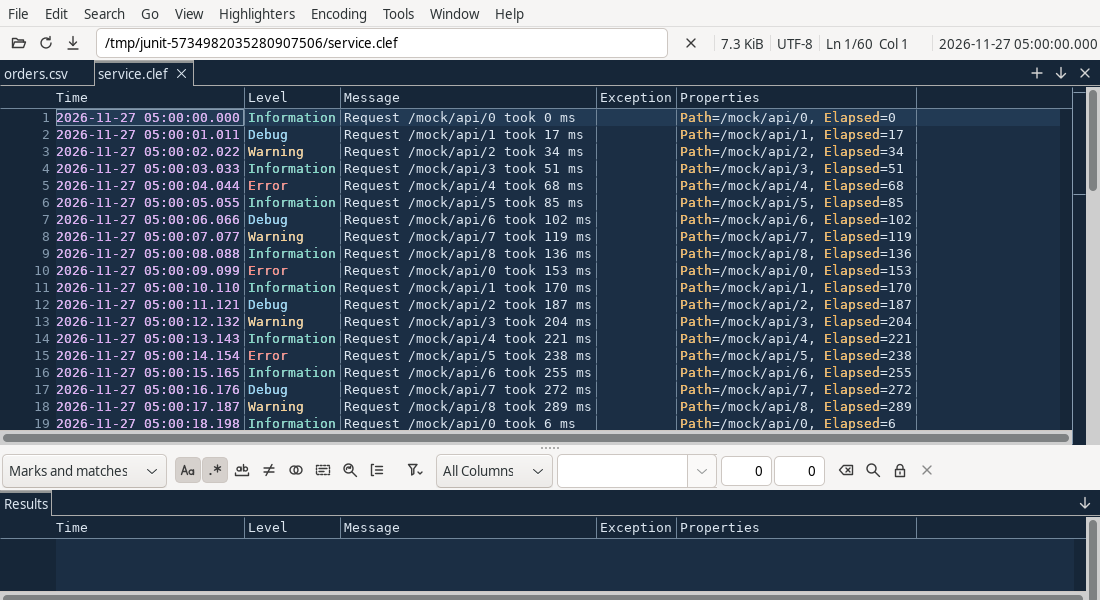 File Edit Search Go View Highlighters Encoding Tools Window Help
/tmp/junit-5734982035280907506/service.clef 7.3 KiB UTF-8 Ln 1/60 Col 1 2026-11-27 05:00:00.000
orders.csv service.clef
Time Level Message Exception Properties
1 2026-11-27 05:00:00.000 Information Request /mock/api/0 took 0 ms Path=/mock/api/0, Elapsed=0
2 2026-11-27 05:00:01.011 Debug Request /mock/api/1 took 17 ms Path=/mock/api/1, Elapsed=17
3 2026-11-27 05:00:02.022 Warning Request /mock/api/2 took 34 ms Path=/mock/api/2, Elapsed=34
4 2026-11-27 05:00:03.033 Information Request /mock/api/3 took 51 ms Path=/mock/api/3, Elapsed=51
5 2026-11-27 05:00:04.044 Error Request /mock/api/4 took 68 ms Path=/mock/api/4, Elapsed=68
6 2026-11-27 05:00:05.055 Information Request /mock/api/5 took 85 ms Path=/mock/api/5, Elapsed=85
7 2026-11-27 05:00:06.066 Debug Request /mock/api/6 took 102 ms Path=/mock/api/6, Elapsed=102
8 2026-11-27 05:00:07.077 Warning Request /mock/api/7 took 119 ms Path=/mock/api/7, Elapsed=119
9 2026-11-27 05:00:08.088 Information Request /mock/api/8 took 136 ms Path=/mock/api/8, Elapsed=136
10 2026-11-27 05:00:09.099 Error Request /mock/api/0 took 153 ms Path=/mock/api/0, Elapsed=153
11 2026-11-27 05:00:10.110 Information Request /mock/api/1 took 170 ms Path=/mock/api/1, Elapsed=170
12 2026-11-27 05:00:11.121 Debug Request /mock/api/2 took 187 ms Path=/mock/api/2, Elapsed=187
13 2026-11-27 05:00:12.132 Warning Request /mock/api/3 took 204 ms Path=/mock/api/3, Elapsed=204
14 2026-11-27 05:00:13.143 Information Request /mock/api/4 took 221 ms Path=/mock/api/4, Elapsed=221
15 2026-11-27 05:00:14.154 Error Request /mock/api/5 took 238 ms Path=/mock/api/5, Elapsed=238
16 2026-11-27 05:00:15.165 Information Request /mock/api/6 took 255 ms Path=/mock/api/6, Elapsed=255
17 2026-11-27 05:00:16.176 Debug Request /mock/api/7 took 272 ms Path=/mock/api/7, Elapsed=272
18 2026-11-27 05:00:17.187 Warning Request /mock/api/8 took 289 ms Path=/mock/api/8, Elapsed=289
19 2026-11-27 05:00:18.198 Information Request /mock/api/0 took 6 ms Path=/mock/api/0, Elapsed=6
Marks and matches Aa .* ab All Columns 0 0
Results
Time Level Message Exception Properties